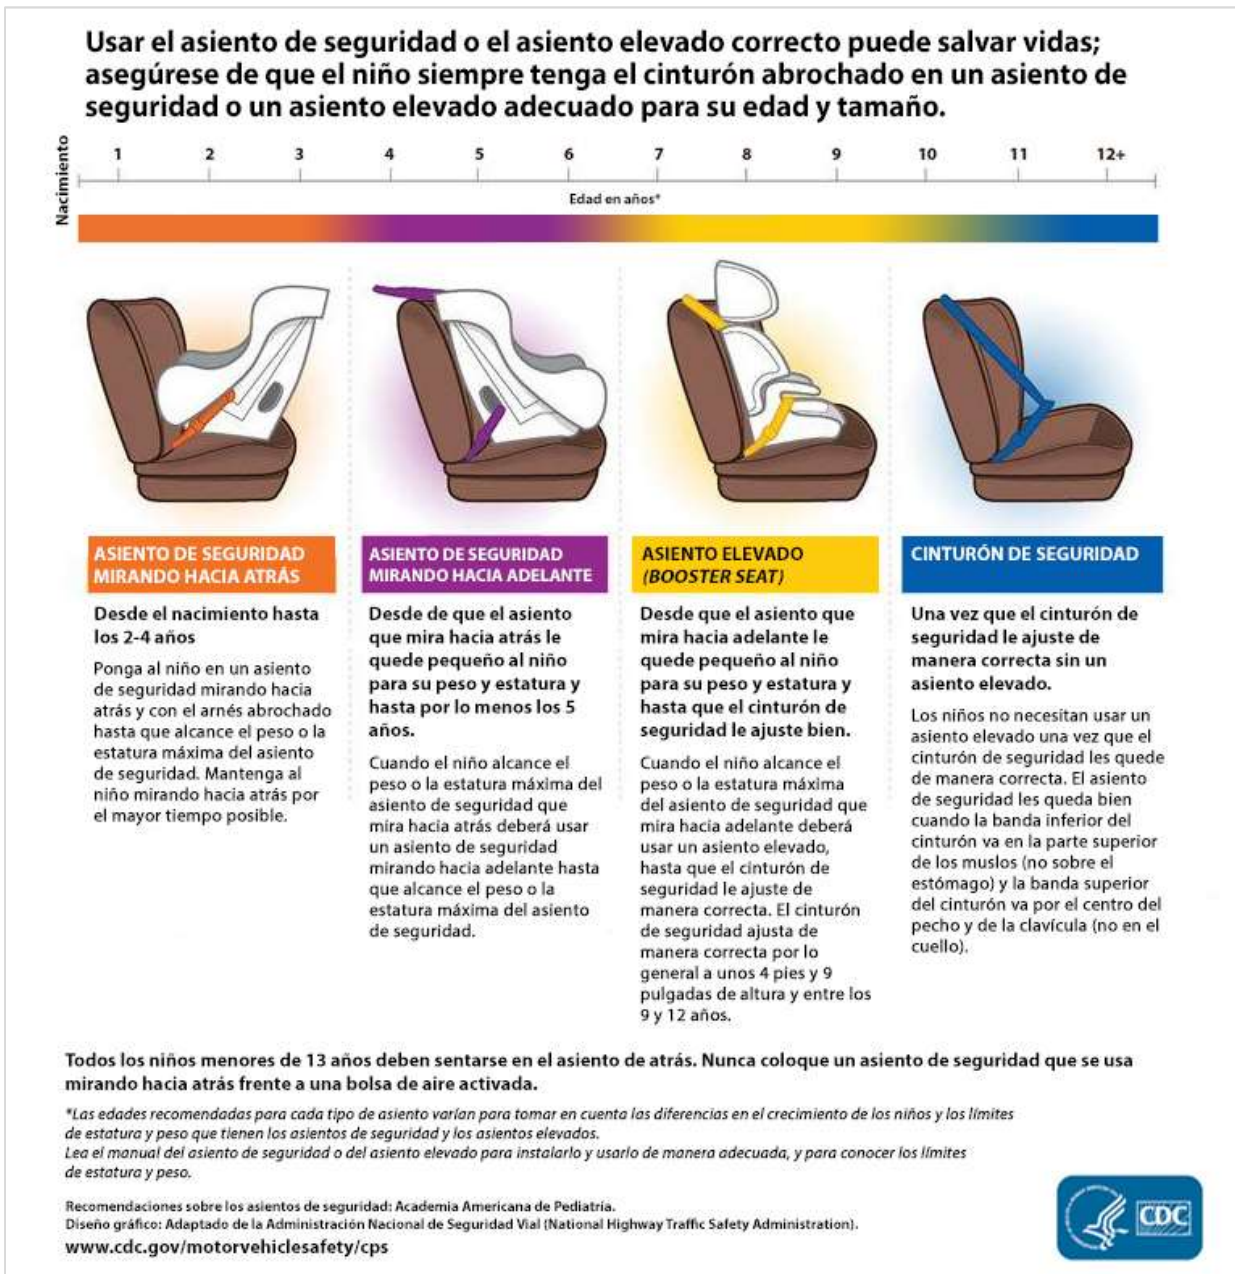 Usar el asiento de seguridad o el asiento elevado correcto puede salvar vidas;
asegúrese de que el niño siempre tenga el cinturón abrochado en un asiento de
seguridad o un asiento elevado adecuado para su edad y tamaño.
Nacimiento
1 2 3 4 5 6 7 8 9 10 11 12+
Edad en años*
ASIENTO DE SEGURIDAD
MIRANDO HACIA ATRÁS
Desde el nacimiento hasta
los 2-4 años
Ponga al niño en un asiento
de seguridad mirando hacia
atrás y con el arnés abrochado
hasta que alcance el peso o la
estatura máxima del asiento
de seguridad. Mantenga al
niño mirando hacia atrás por
el mayor tiempo posible.
ASIENTO DE SEGURIDAD
MIRANDO HACIA ADELANTE
Desde de que el asiento
que mira hacia atrás le
quede pequeño al niño
para su peso y estatura y
hasta por lo menos los 5
años.
Cuando el niño alcance el
peso o la estatura máxima del
asiento de seguridad que
mira hacia atrás deberá usar
un asiento de seguridad
mirando hacia adelante hasta
que alcance el peso o la
estatura máxima del asiento
de seguridad.
ASIENTO ELEVADO
(BOOSTER SEAT)
Desde que el asiento que
mira hacia adelante le
quede pequeño al niño
para su peso y estatura y
hasta que el cinturón de
seguridad le ajuste bien.
Cuando el niño alcance el
peso o la estatura máxima
del asiento de seguridad que
mira hacia adelante deberá
usar un asiento elevado,
hasta que el cinturón de
seguridad le ajuste de
manera correcta. El cinturón
de seguridad ajusta de
manera correcta por lo
general a unos 4 pies y 9
pulgadas de altura y entre los
9 y 12 años.
CINTURÓN DE SEGURIDAD
Una vez que el cinturón de
seguridad le ajuste de
manera correcta sin un
asiento elevado.
Los niños no necesitan usar un
asiento elevado una vez que el
cinturón de seguridad les quede
de manera correcta. El asiento
de seguridad les queda bien
cuando la banda inferior del
cinturón va en la parte superior
de los muslos (no sobre el
estómago) y la banda superior
del cinturón va por el centro del
pecho y de la clavícula (no en el
cuello).
Todos los niños menores de 13 años deben sentarse en el asiento de atrás. Nunca coloque un asiento de seguridad que se usa
mirando hacia atrás frente a una bolsa de aire activada.
*Las edades recomendadas para cada tipo de asiento varían para tomar en cuenta las diferencias en el crecimiento de los niños y los límites
de estatura y peso que tienen los asientos de seguridad y los asientos elevados.
Lea el manual del asiento de seguridad o del asiento elevado para instalarlo y usarlo de manera adecuada, y para conocer los límites
de estatura y peso.
Recomendaciones sobre los asientos de seguridad: Academia Americana de Pediatría.
Diseño gráfico: Adaptado de la Administración Nacional de Seguridad Vial (National Highway Traffic Safety Administration).
www.cdc.gov/motorvehiclesafety/cps
CDC